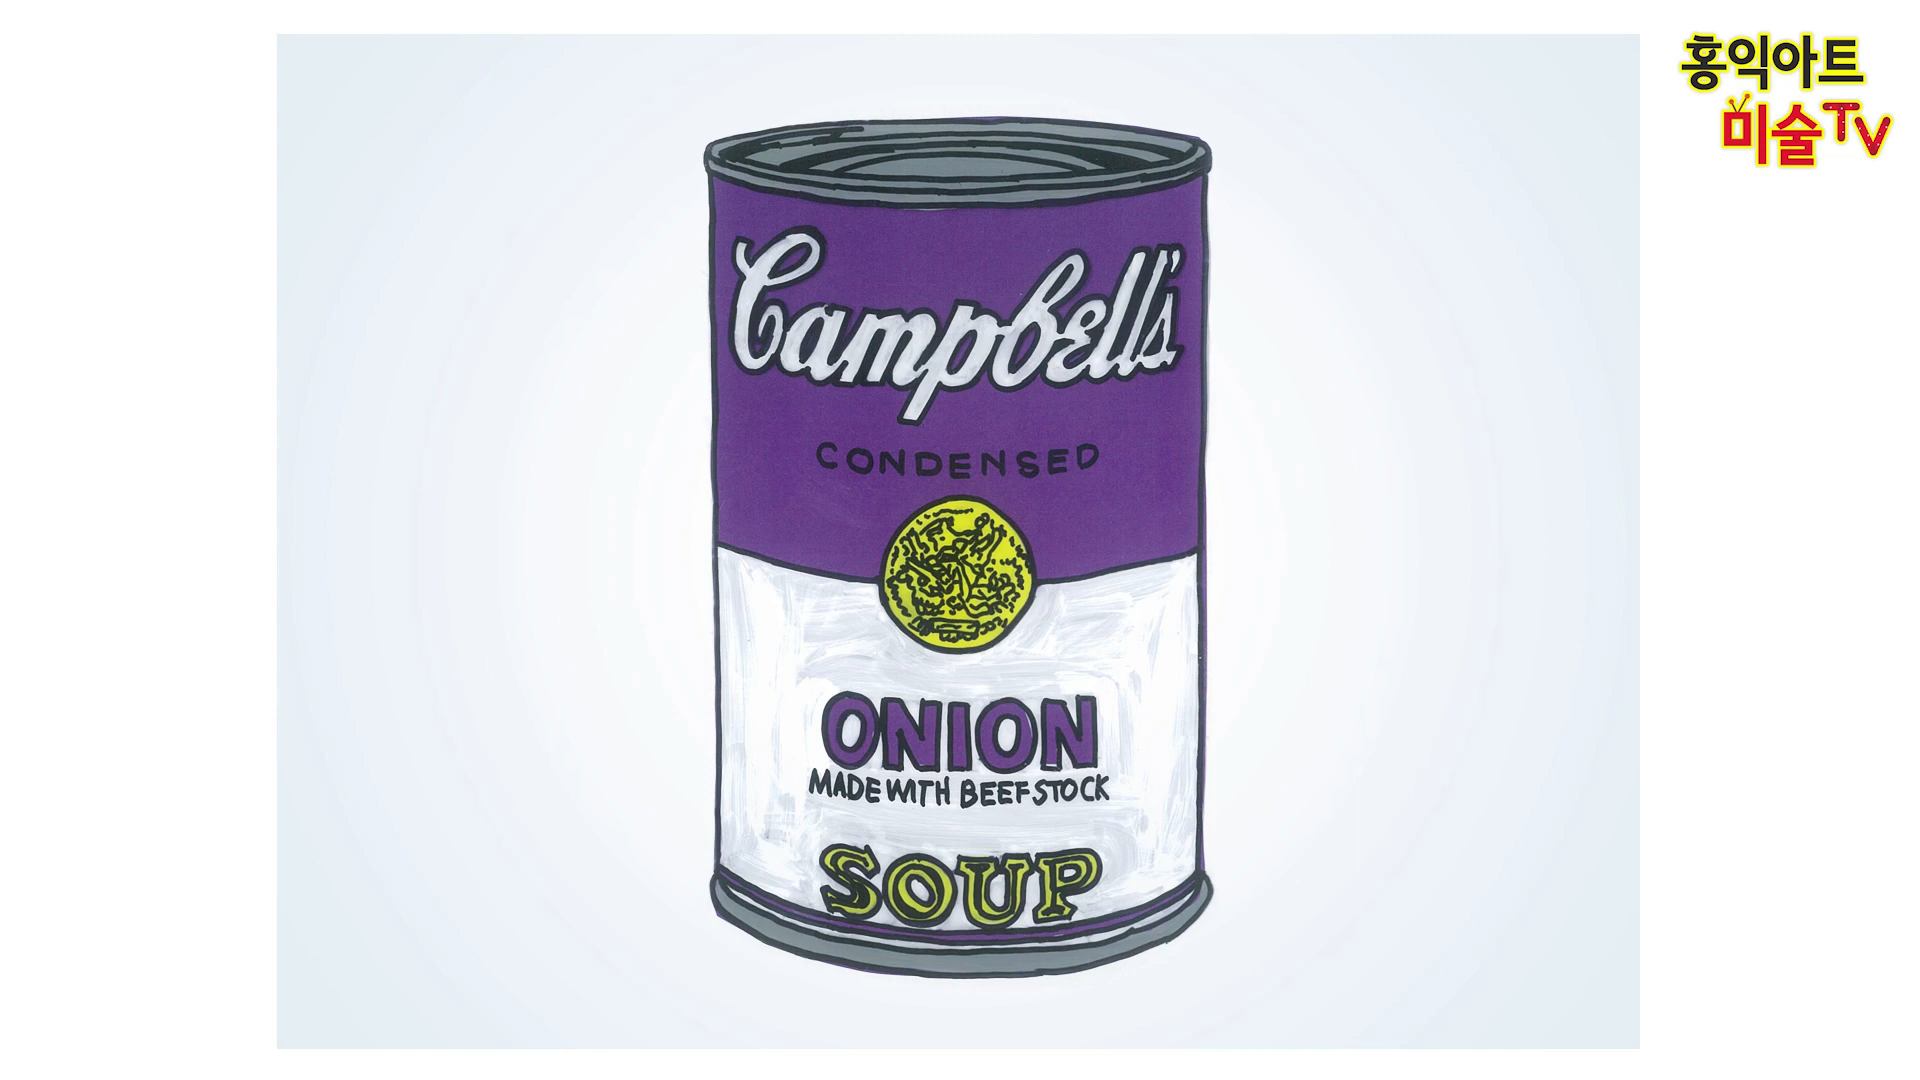 홍익아트
미술TV
Campbell's
CONDENSED
ONION
MADE WITH BEEF STOCK
SOUP